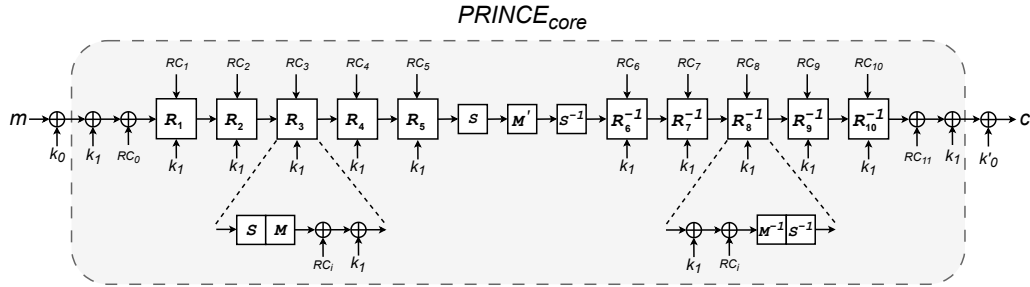 PRINCEcore
RC1 RC2 RC3 RC4 RC5 RC6 RC7 RC8 RC9 RC10
m R1 R2 R3 R4 R5 S M' S⁻¹ R6⁻¹ R7⁻¹ R8⁻¹ R9⁻¹ R10⁻¹ c
k0 k1 RC0 k1 k1 k1 k1 k1 k1 k1 k1 k1 k1 RC11 k1 k'0
S M M⁻¹ S⁻¹
RCi k1 k1 RCi